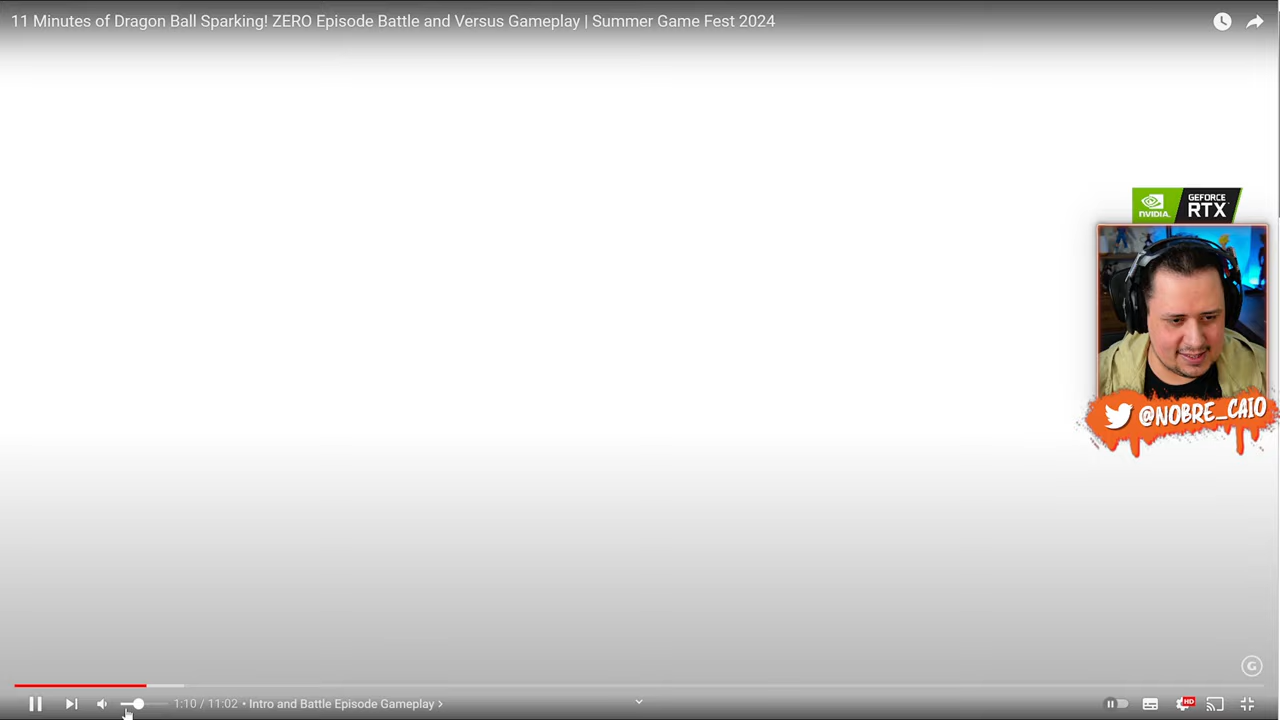 11 Minutes of Dragon Ball Sparking! ZERO Episode Battle and Versus Gameplay | Summer Game Fest 2024
NVIDIA. GEFORCE RTX
@NOBRE_CAIO
G
1:10 / 11:02 • Intro and Battle Episode Gameplay >
HD